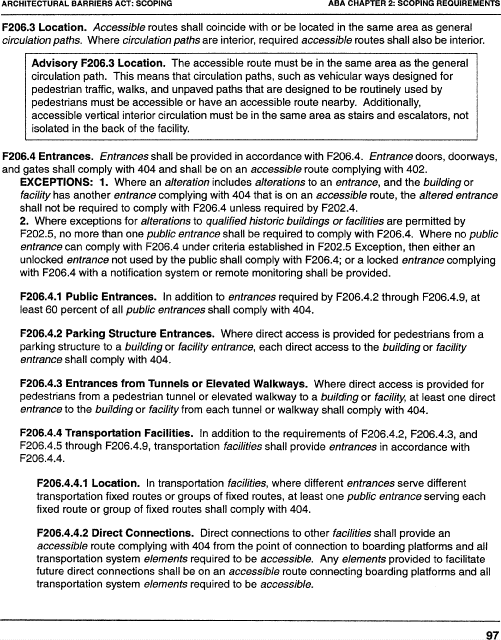 ARCHITECTURAL BARRIERS ACT: SCOPING
ABA CHAPTER 2: SCOPING REQUIREMENTS
F206.3 Location. Accessible routes shall coincide with or be located in the same area as general
circulation paths. Where circulation paths are interior, required accessible routes shall also be interior.
Advisory F206.3 Location. The accessible route must be in the same area as the general
circulation path. This means that circulation paths, such as vehicular ways designed for
pedestrian traffic, walks, and unpaved paths that are designed to be routinely used by
pedestrians must be accessible or have an accessible route nearby. Additionally,
accessible vertical interior circulation must be in the same area as stairs and escalators, not
isolated in the back of the facility.
F206.4 Entrances. Entrances shall be provided in accordance with F206.4. Entrance doors, doorways,
and gates shall comply with 404 and shall be on an accessible route complying with 402.
EXCEPTIONS: 1. Where an alteration includes alterations to an entrance, and the building or
facility has another entrance complying with 404 that is on an accessible route, the altered entrance
shall not be required to comply with F206.4 unless required by F202.4.
2. Where exceptions for alterations to qualified historic buildings or facilities are permitted by
F202.5, no more than one public entrance shall be required to comply with F206.4. Where no public
entrance can comply with F206.4 under criteria established in F202.5 Exception, then either an
unlocked entrance not used by the public shall comply with F206.4; or a locked entrance complying
with F206.4 with a notification system or remote monitoring shall be provided.
F206.4.1 Public Entrances. In addition to entrances required by F206.4.2 through F206.4.9, at
least 60 percent of all public entrances shall comply with 404.
F206.4.2 Parking Structure Entrances. Where direct access is provided for pedestrians from a
parking structure to a building or facility entrance, each direct access to the building or facility
entrance shall comply with 404.
F206.4.3 Entrances from Tunnels or Elevated Walkways. Where direct access is provided for
pedestrians from a pedestrian tunnel or elevated walkway to a building or facility, at least one direct
entrance to the building or facility from each tunnel or walkway shall comply with 404.
F206.4.4 Transportation Facilities. In addition to the requirements of F206.4.2, F206.4.3, and
F206.4.5 through F206.4.9, transportation facilities shall provide entrances in accordance with
F206.4.4.
F206.4.4.1 Location. In transportation facilities, where different entrances serve different
transportation fixed routes or groups of fixed routes, at least one public entrance serving each
fixed route or group of fixed routes shall comply with 404.
F206.4.4.2 Direct Connections. Direct connections to other facilities shall provide an
accessible route complying with 404 from the point of connection to boarding platforms and all
transportation system elements required to be accessible. Any elements provided to facilitate
future direct connections shall be on an accessible route connecting boarding platforms and all
transportation system elements required to be accessible.
97